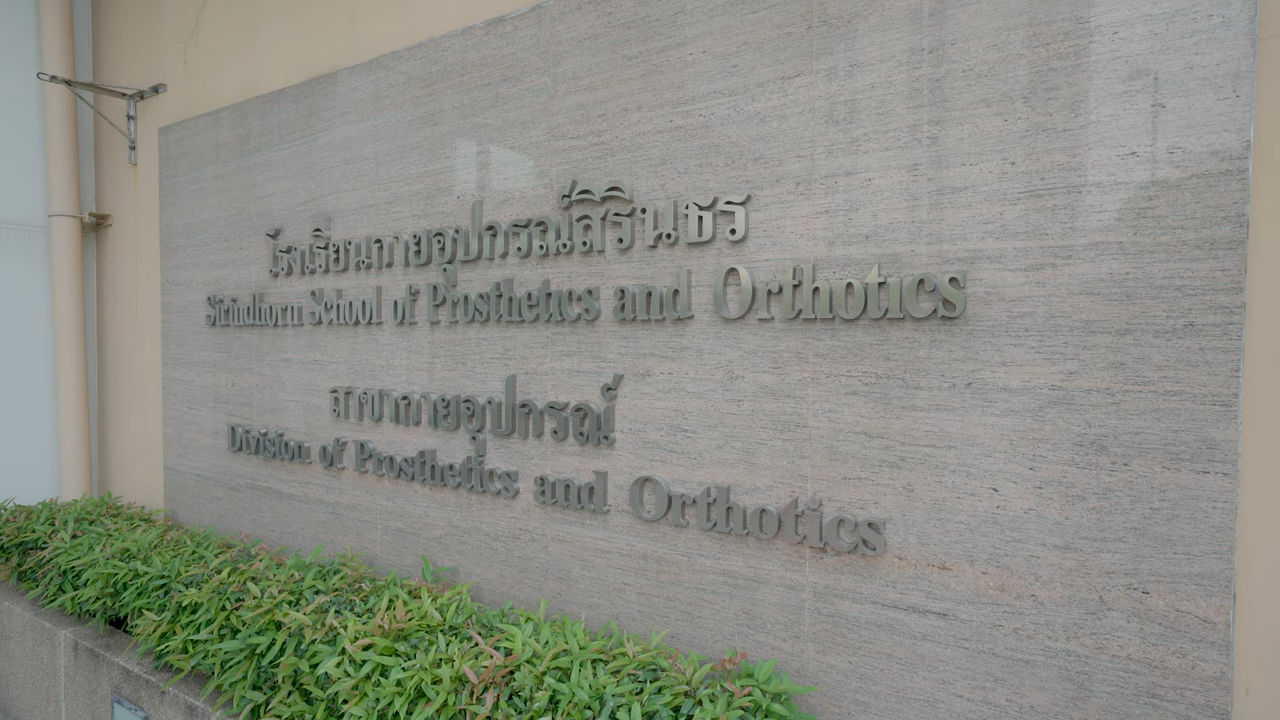 โรงเรียนกายอุปกรณ์สิรินธร
Sirindhorn School of Prosthetics and Orthotics
สาขากายอุปกรณ์
Division of Prosthetics and Orthotics